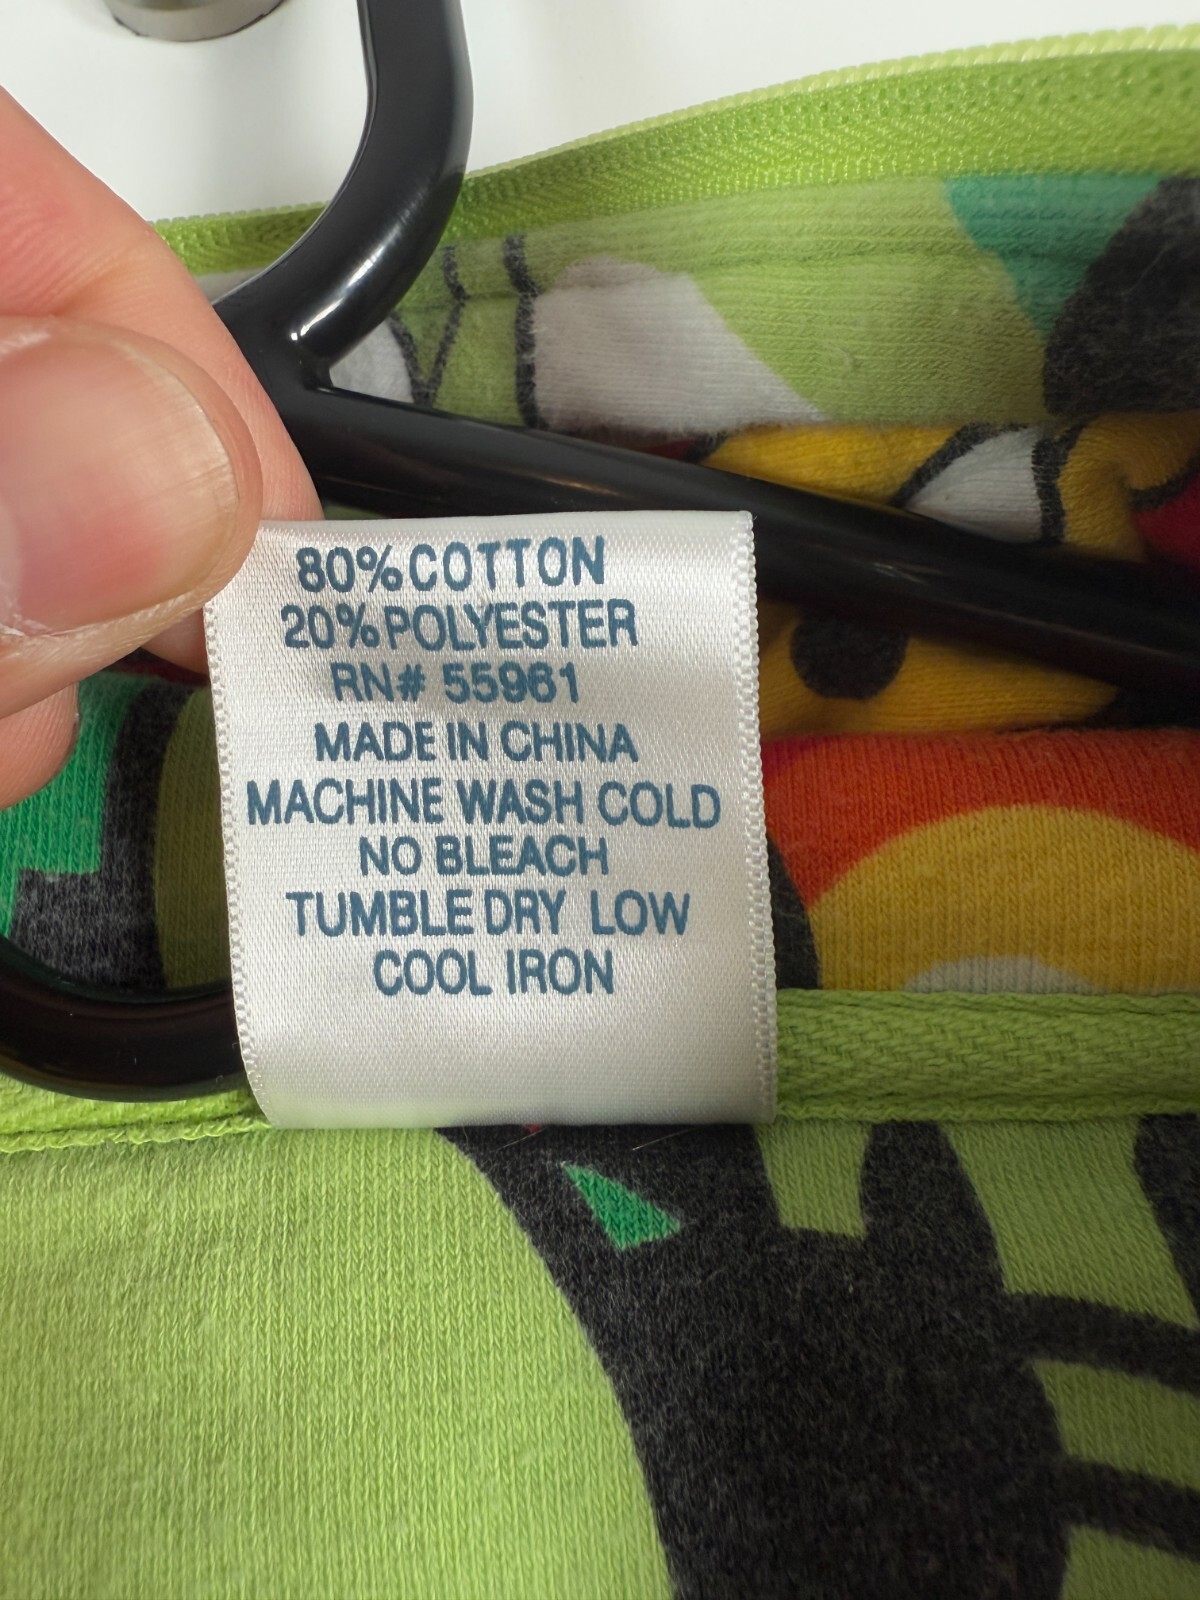 80% COTTON
20% POLYESTER
RN# 55961
MADE IN CHINA
MACHINE WASH COLD
NO BLEACH
TUMBLE DRY LOW
COOL IRON